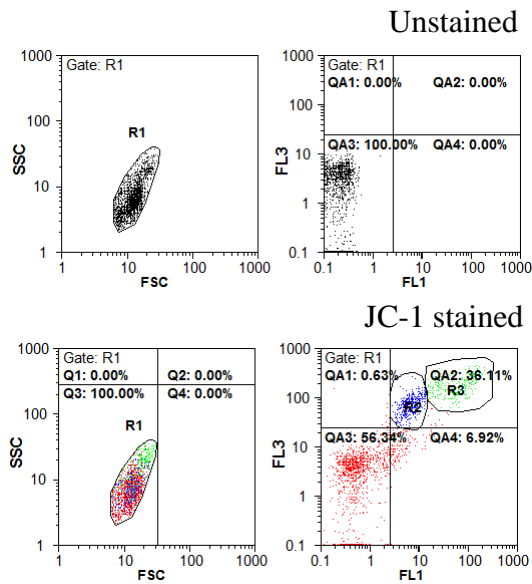 Unstained
1000
100
10
1
SSC
Gate: R1
R1
1
10
100
1000
FSC
1000
100
10
1
0.1
FL3
Gate: R1
QA1: 0.00%
QA2: 0.00%
QA3: 100.00%
QA4: 0.00%
0.1
1
10
100
1000
FL1
JC-1 stained
1000
100
10
1
SSC
Gate: R1
Q1: 0.00%
Q2: 0.00%
Q3: 100.00%
Q4: 0.00%
R1
1
10
100
1000
FSC
1000
100
10
1
0.1
FL3
Gate: R1
QA1: 0.63%
QA2: 36.11%
R2
R3
QA3: 56.34%
QA4: 6.92%
0.1
1
10
100
1000
FL1